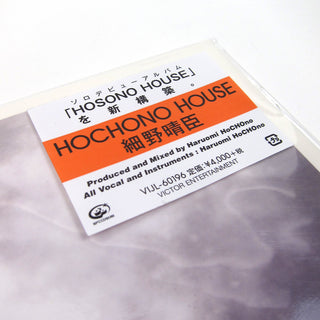 ソロデビューアルバム
「HOSONO HOUSE」
を新構築。
HOCHONO HOUSE
細野晴臣
Produced and Mixed by Haruomi HoCHOno
All Vocal and Instruments : Haruomi HoCHOno
VIJL-60196 定価:¥4,000+税
VICTOR ENTERTAINMENT